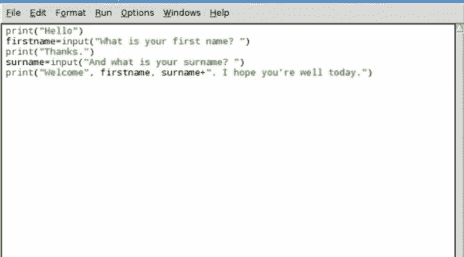 File Edit Format Run Options Windows Help
print("Hello")
firstname=input("What is your first name? ")
print("Thanks.")
surname=input("And what is your surname? ")
print("Welcome", firstname, surname+". I hope you're well today.")